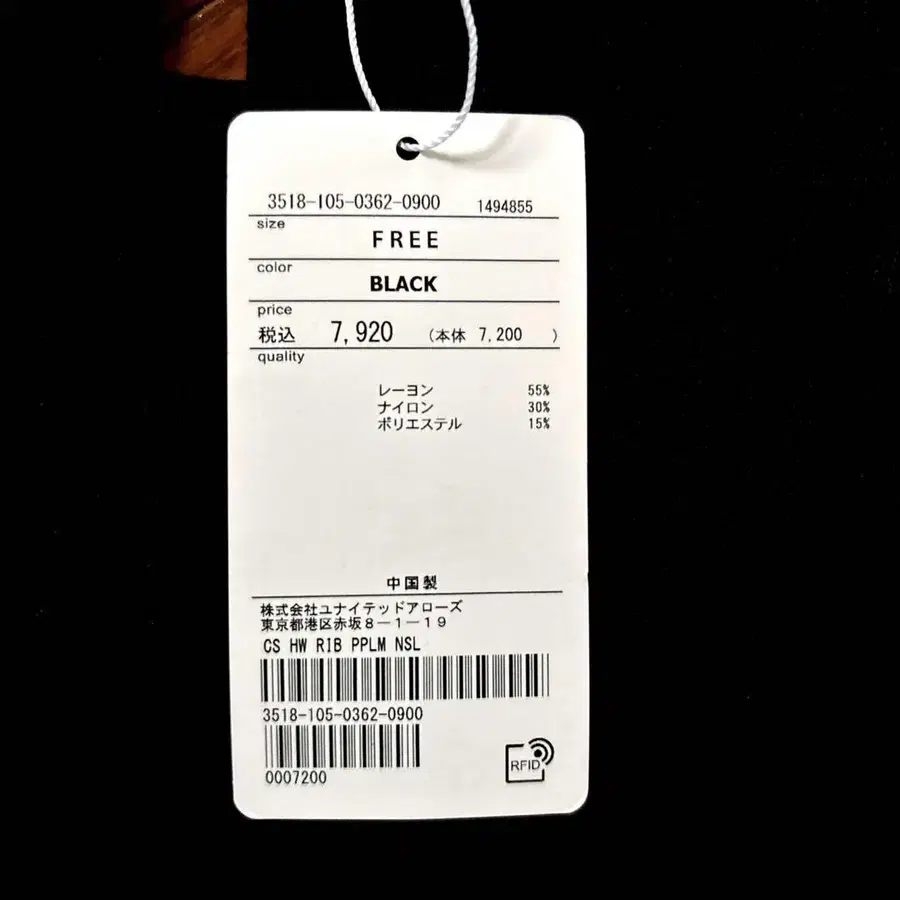 3518-105-0362-0900 1494855
size
FREE
color
BLACK
price
税込 7,920 (本体 7,200 )
quality
レーヨン 55%
ナイロン 30%
ポリエステル 15%
中国製
株式会社ユナイテッドアローズ
東京都港区赤坂8－1－19
CS HW RIB PPLM NSL
3518-105-0362-0900
0007200
RFID